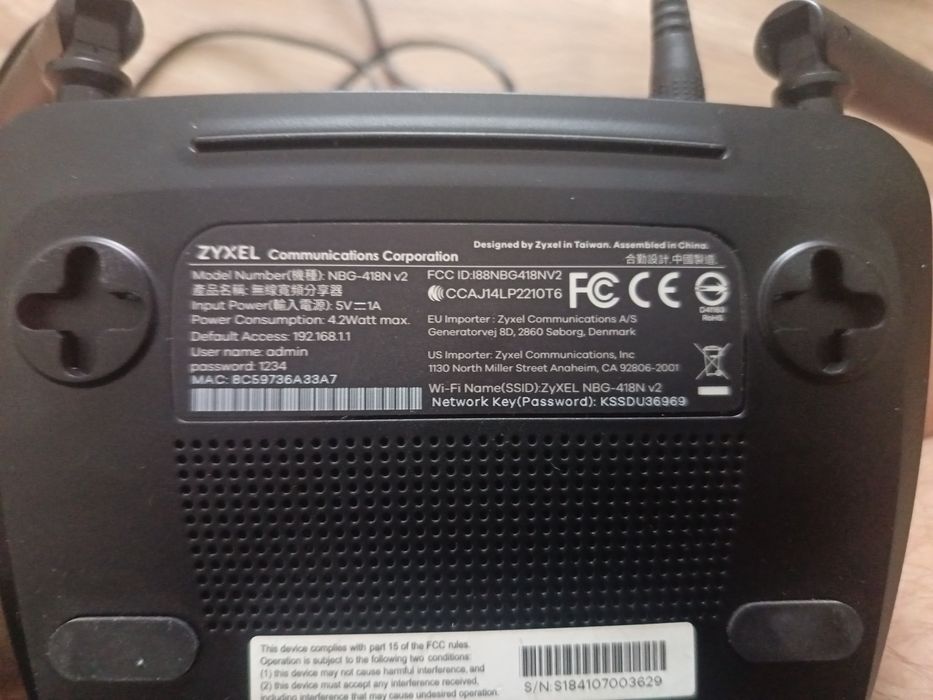 ZYXEL Communications Corporation
Designed by Zyxel in Taiwan. Assembled in China.
合勤設計.中國製造.
Model Number(機種): NBG-418N v2
產品名稱: 無線寬頻分享器
Input Power(輸入電源): 5V⎓1A
Power Consumption: 4.2Watt max.
Default Access: 192.168.1.1
User name: admin
password: 1234
MAC: 8C59736A33A7
FCC ID:I88NBG418NV2
CCAJ14LP2210T6
FC CE
RoHS
EU Importer : Zyxel Communications A/S
Generatorvej 8D, 2860 Søborg, Denmark
US Importer: Zyxel Communications, Inc
1130 North Miller Street Anaheim, CA 92806-2001
Wi-Fi Name(SSID):ZyXEL NBG-418N v2
Network Key(Password): KSSDU36969
This device complies with part 15 of the FCC rules.
Operation is subject to the following two conditions:
(1) this device may not cause harmful interference, and
(2) this device must accept any interference received,
including interference that may cause undesired operation.
S/N:S184107003629